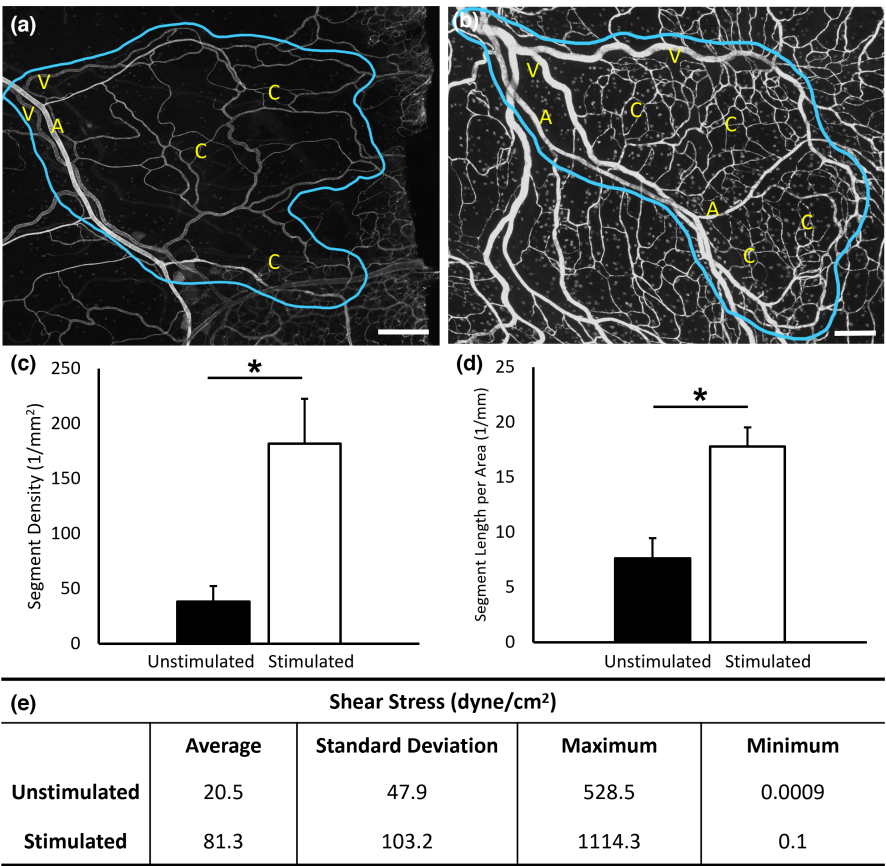 (a)
V
V
A
C
C
C
(b)
V
V
A
C
C
A
C
C
(c)
*
Segment Density (1/mm²)
250
200
150
100
50
0
Unstimulated Stimulated
(d)
*
Segment Length per Area (1/mm)
25
20
15
10
5
0
Unstimulated Stimulated
(e) Shear Stress (dyne/cm²)
Average Standard Deviation Maximum Minimum
Unstimulated 20.5 47.9 528.5 0.0009
Stimulated 81.3 103.2 1114.3 0.1